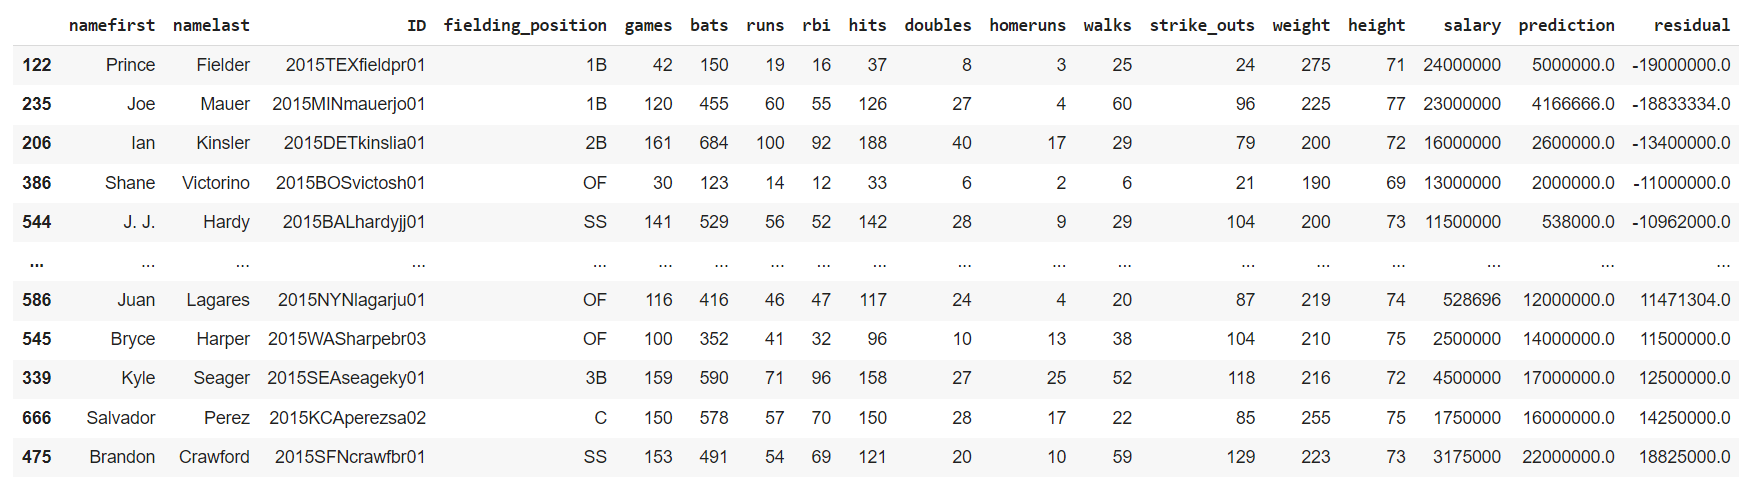 namefirst namelast ID fielding_position games bats runs rbi hits doubles homeruns walks strike_outs weight height salary prediction residual
122 Prince Fielder 2015TEXfieldpr01 1B 42 150 19 16 37 8 3 25 24 275 71 24000000 5000000.0 -19000000.0
235 Joe Mauer 2015MINmauerjo01 1B 120 455 60 55 126 27 4 60 96 225 77 23000000 4166666.0 -18833334.0
206 Ian Kinsler 2015DETkinslia01 2B 161 684 100 92 188 40 17 29 79 200 72 16000000 2600000.0 -13400000.0
386 Shane Victorino 2015BOSvictosh01 OF 30 123 14 12 33 6 2 6 21 190 69 13000000 2000000.0 -11000000.0
544 J. J. Hardy 2015BALhardyjj01 SS 141 529 56 52 142 28 9 29 104 200 73 11500000 538000.0 -10962000.0
... ... ... ... ... ... ... ... ... ... ... ... ... ... ... ... ... ... ...
586 Juan Lagares 2015NYNlagarju01 OF 116 416 46 47 117 24 4 20 87 219 74 528696 12000000.0 11471304.0
545 Bryce Harper 2015WASharpebr03 OF 100 352 41 32 96 10 13 38 104 210 75 2500000 14000000.0 11500000.0
339 Kyle Seager 2015SEAseageky01 3B 159 590 71 96 158 27 25 52 118 216 72 4500000 17000000.0 12500000.0
666 Salvador Perez 2015KCAperezsa02 C 150 578 57 70 150 28 17 22 85 255 75 1750000 16000000.0 14250000.0
475 Brandon Crawford 2015SFNcrawfbr01 SS 153 491 54 69 121 20 10 59 129 223 73 3175000 22000000.0 18825000.0